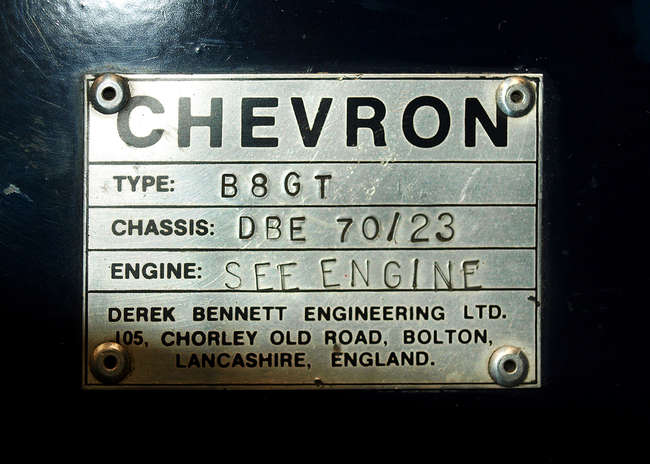 CHEVRON
TYPE: B8GT
CHASSIS: DBE 70/23
ENGINE: SEE ENGINE
DEREK BENNETT ENGINEERING LTD.
105, CHORLEY OLD ROAD, BOLTON,
LANCASHIRE, ENGLAND.